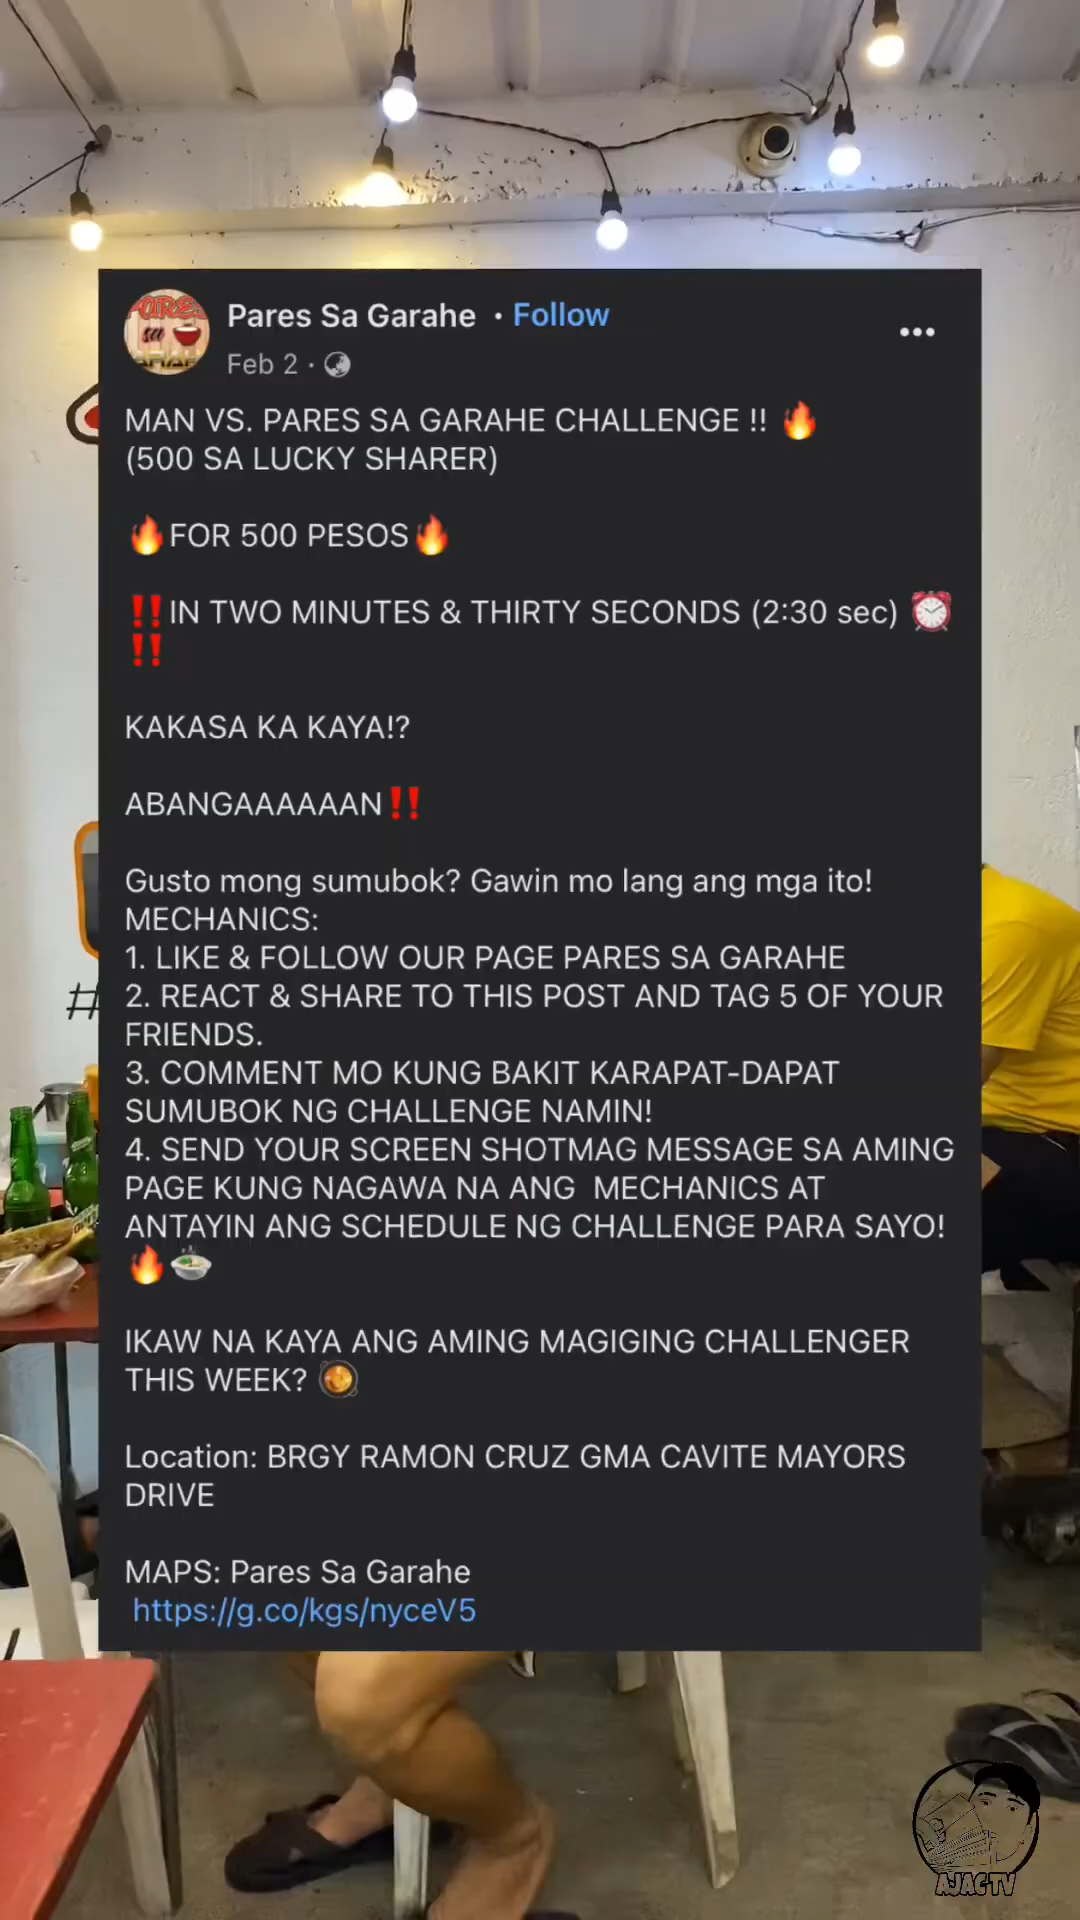 PARES
sa
GARAHE
Pares Sa Garahe · Follow
Feb 2 ·
MAN VS. PARES SA GARAHE CHALLENGE !! 🔥
(500 SA LUCKY SHARER)
🔥FOR 500 PESOS🔥
‼️IN TWO MINUTES & THIRTY SECONDS (2:30 sec) ⏰
‼️
KAKASA KA KAYA!?
ABANGAAAAAAN‼️
Gusto mong sumubok? Gawin mo lang ang mga ito!
MECHANICS:
1. LIKE & FOLLOW OUR PAGE PARES SA GARAHE
2. REACT & SHARE TO THIS POST AND TAG 5 OF YOUR
FRIENDS.
3. COMMENT MO KUNG BAKIT KARAPAT-DAPAT
SUMUBOK NG CHALLENGE NAMIN!
4. SEND YOUR SCREEN SHOTMAG MESSAGE SA AMING
PAGE KUNG NAGAWA NA ANG  MECHANICS AT
ANTAYIN ANG SCHEDULE NG CHALLENGE PARA SAYO!
🔥🍲
IKAW NA KAYA ANG AMING MAGIGING CHALLENGER
THIS WEEK? 🥘
Location: BRGY RAMON CRUZ GMA CAVITE MAYORS
DRIVE
MAPS: Pares Sa Garahe
https://g.co/kgs/nyceV5
#
AJACTV